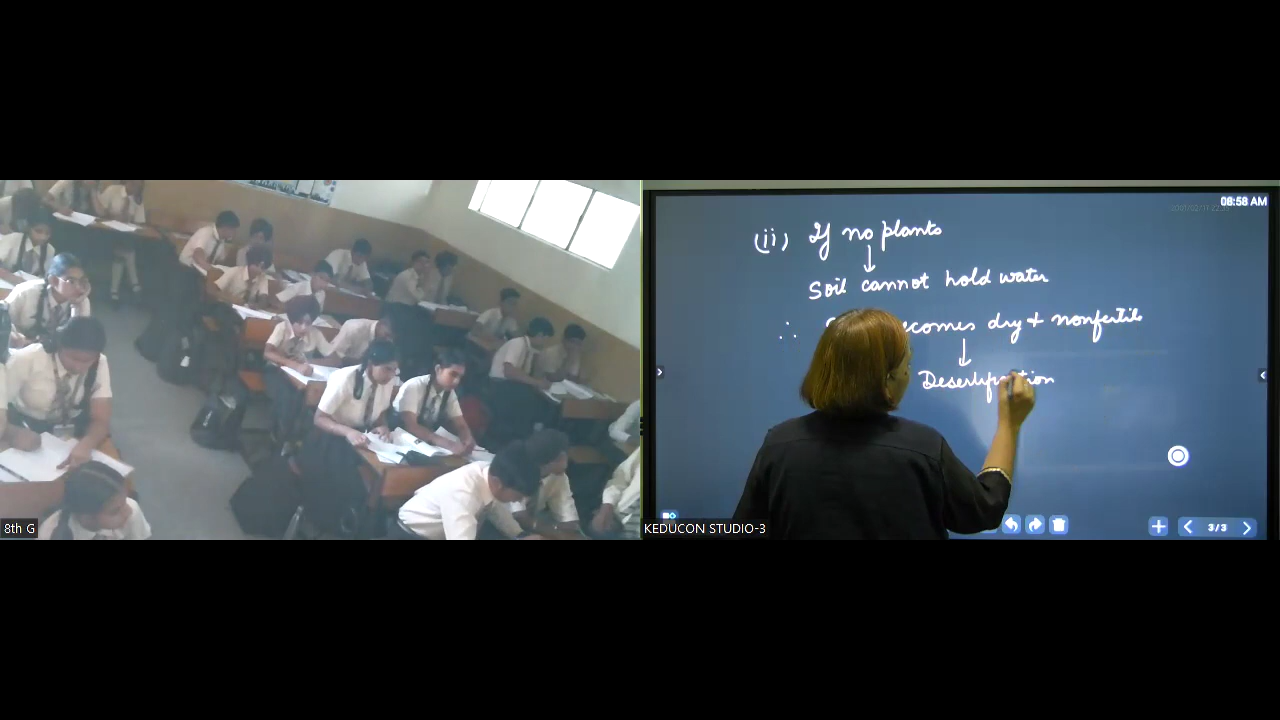 08:58 AM
(ii) If no plants
↓
Soil cannot hold water
∴ becomes dry & nonfertile
↓
Desertification
3/3
8th G
KEDUCON STUDIO-3